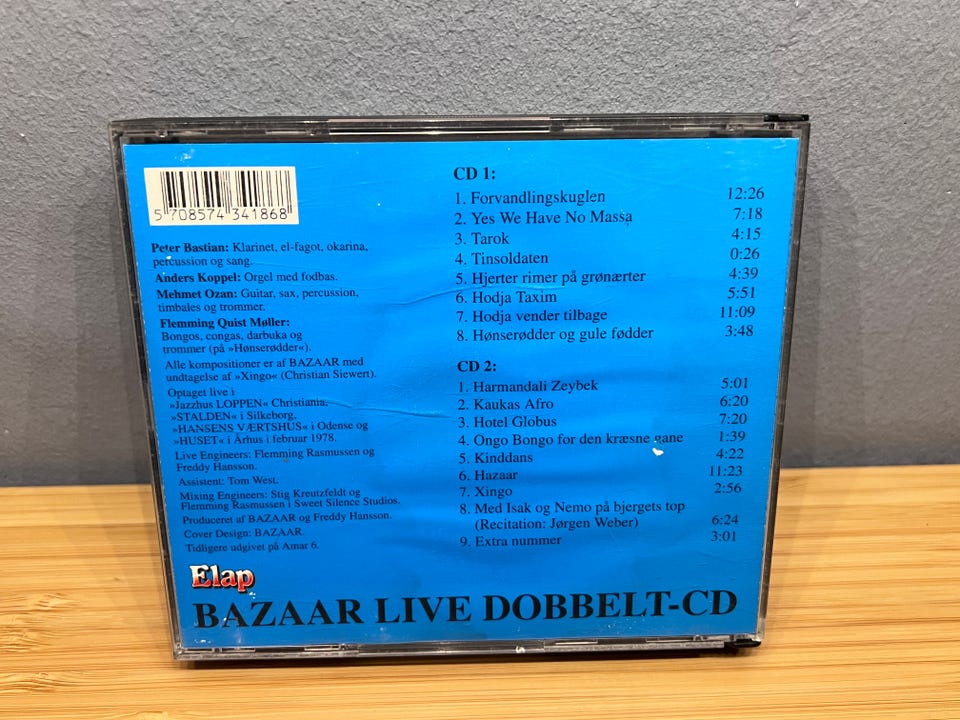 5 708574 341868
Peter Bastian: Klarinet, el-fagot, okarina,
percussion og sang.
Anders Koppel: Orgel med fodbas.
Mehmet Ozan: Guitar, sax, percussion,
timbales og trommer.
Flemming Quist Møller:
Bongos, congas, darbuka og
trommer (på »Hønserødder«).
Alle kompositioner er af BAZAAR med
undtagelse af »Xingo« (Christian Siewert).
Optaget live i
»Jazzhus LOPPEN« Christiania,
»STALDEN« i Silkeborg,
»HANSENS VÆRTSHUS« i Odense og
»HUSET« i Århus i februar 1978.
Live Engineers: Flemming Rasmussen og
Freddy Hansson.
Assistent: Tom West.
Mixing Engineers: Stig Kreutzfeldt og
Flemming Rasmussen i Sweet Silence Studios.
Produceret af BAZAAR og Freddy Hansson.
Cover Design: BAZAAR.
Tidligere udgivet på Amar 6.
CD 1:
1. Forvandlingskuglen 12:26
2. Yes We Have No Massa 7:18
3. Tarok 4:15
4. Tinsoldaten 0:26
5. Hjerter rimer på grønærter 4:39
6. Hodja Taxim 5:51
7. Hodja vender tilbage 11:09
8. Hønserødder og gule fødder 3:48
CD 2:
1. Harmandali Zeybek 5:01
2. Kaukas Afro 6:20
3. Hotel Globus 7:20
4. Ongo Bongo for den kræsne gane 1:39
5. Kinddans 4:22
6. Hazaar 11:23
7. Xingo 2:56
8. Med Isak og Nemo på bjergets top
(Recitation: Jørgen Weber) 6:24
9. Extra nummer 3:01
Elap
BAZAAR LIVE DOBBELT-CD